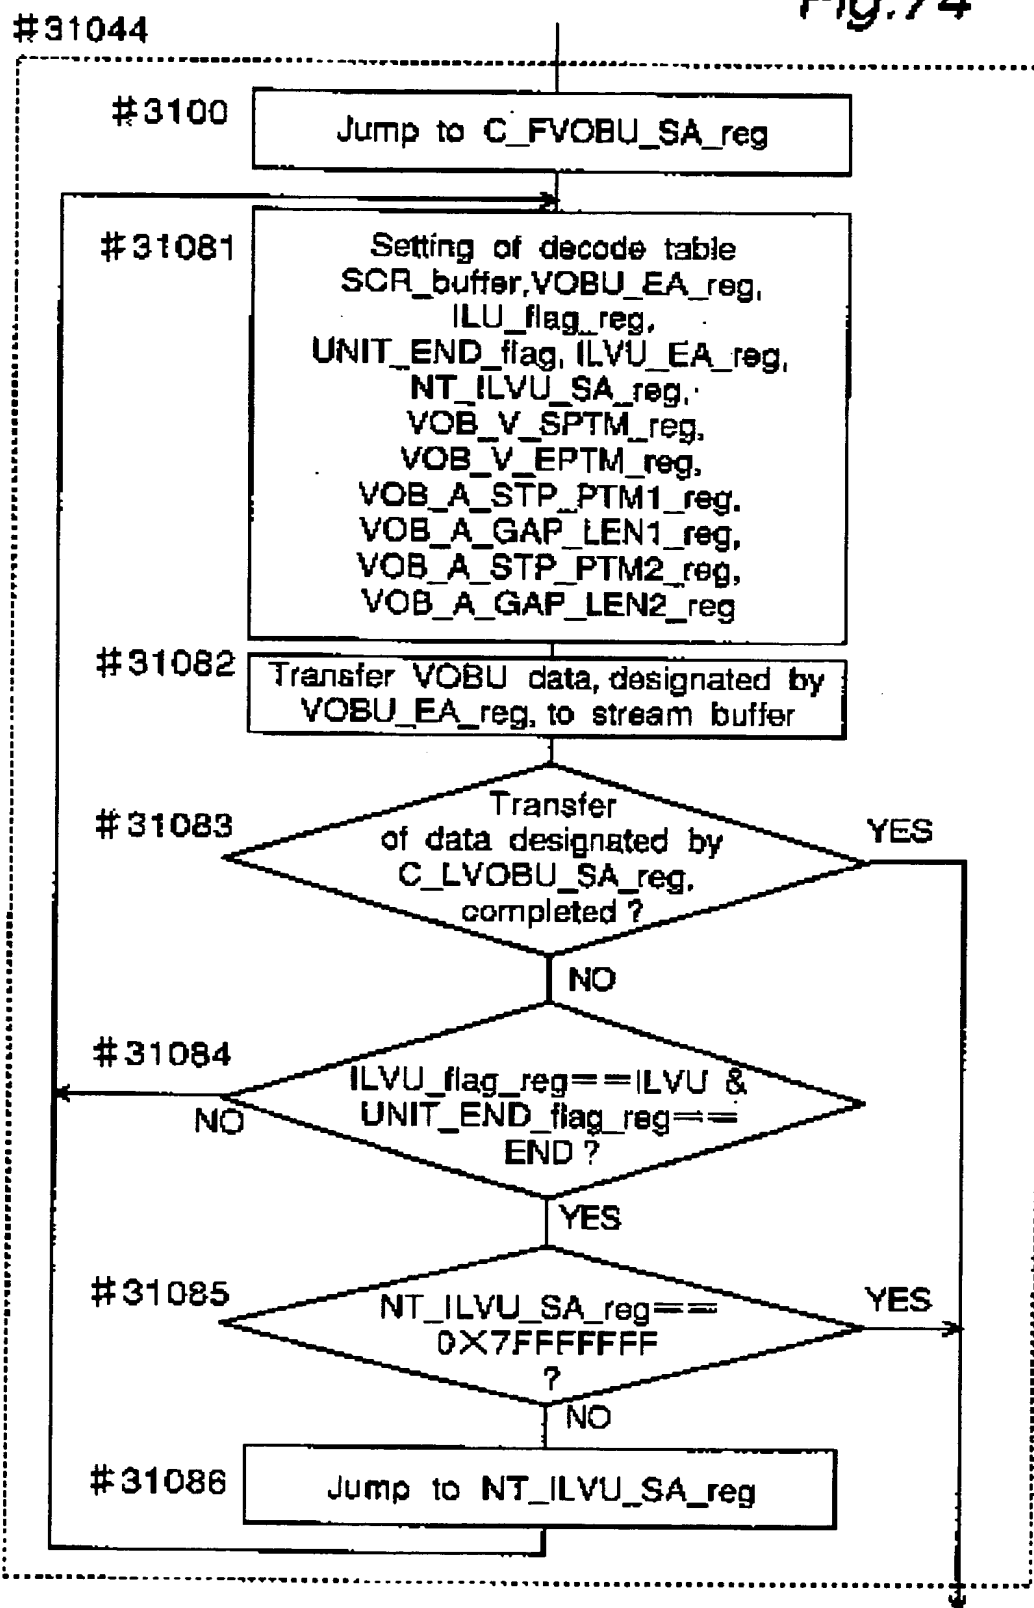 Fig.74
#31044
#3100
Jump to C_FVOBU_SA_reg
#31081
Setting of decode table
SCR_buffer,VOBU_EA_reg,
ILU_flag_reg,
UNIT_END_flag, ILVU_EA_reg,
NT_ILVU_SA_reg,
VOB_V_SPTM_reg,
VOB_V_EPTM_reg,
VOB_A_STP_PTM1_reg,
VOB_A_GAP_LEN1_reg,
VOB_A_STP_PTM2_reg,
VOB_A_GAP_LEN2_reg
#31082
Transfer VOBU data, designated by
VOBU_EA_reg, to stream buffer
#31083
Transfer
of data designated by
C_LVOBU_SA_reg,
completed ?
YES
NO
#31084
ILVU_flag_reg==ILVU &
UNIT_END_flag_reg==
END ?
NO
YES
#31085
NT_ILVU_SA_reg==
0X7FFFFFFF
?
YES
NO
#31086
Jump to NT_ILVU_SA_reg